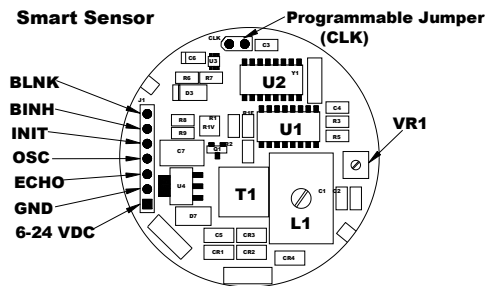 Smart Sensor
Programmable Jumper
(CLK)
CLK
C3
C6
U3
R6
R7
U2
Y1
D3
BLNK
J1
BINH
INIT
OSC
ECHO
GND
6-24 VDC
R8
R9
R1
R1V
U1
C4
R3
R5
VR1
C7
Q1
U4
T1
C1
L1
D7
C5
CR3
CR1
CR2
CR4